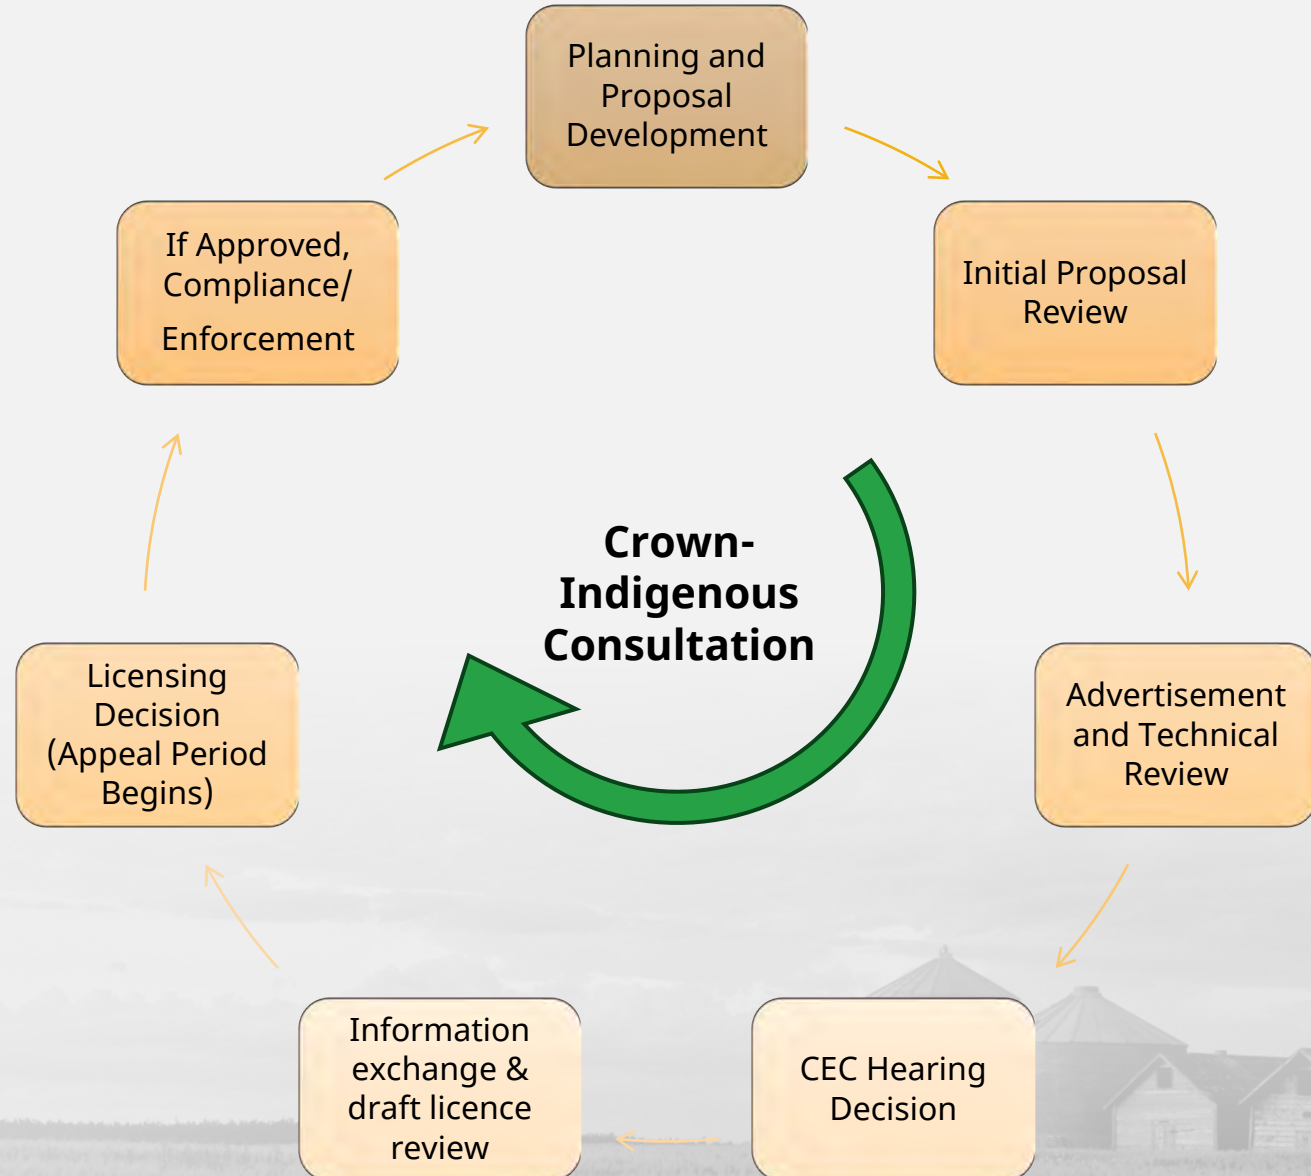 Planning and
Proposal
Development
Initial Proposal
Review
Advertisement
and Technical
Review
CEC Hearing
Decision
Information
exchange &
draft licence
review
Licensing
Decision
(Appeal Period
Begins)
If Approved,
Compliance/
Enforcement
Crown-
Indigenous
Consultation